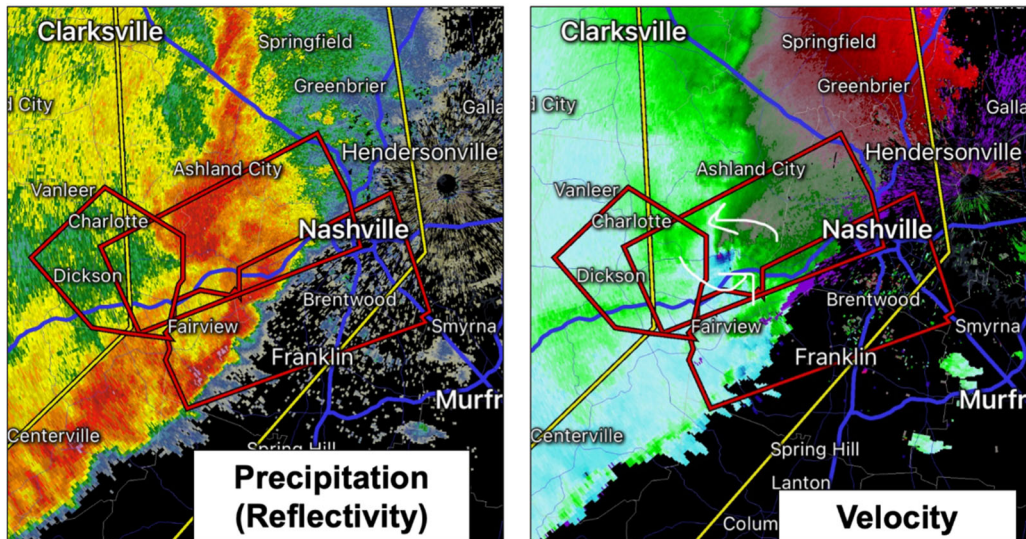 Clarksville
Springfield
Greenbrier
d City
Galla
Hendersonville
Ashland City
Vanleer
Charlotte
Nashville
Dickson
Brentwood
Fairview
Smyrna
Franklin
Murfr
Centerville
Spring Hill
Precipitation
(Reflectivity)
Clarksville
Springfield
Greenbrier
d City
Galla
Hendersonville
Ashland City
Vanleer
Charlotte
Nashville
Dickson
Brentwood
Fairview
Smyrna
Franklin
Murfr
Centerville
Spring Hill
Lanton
Colum
Velocity